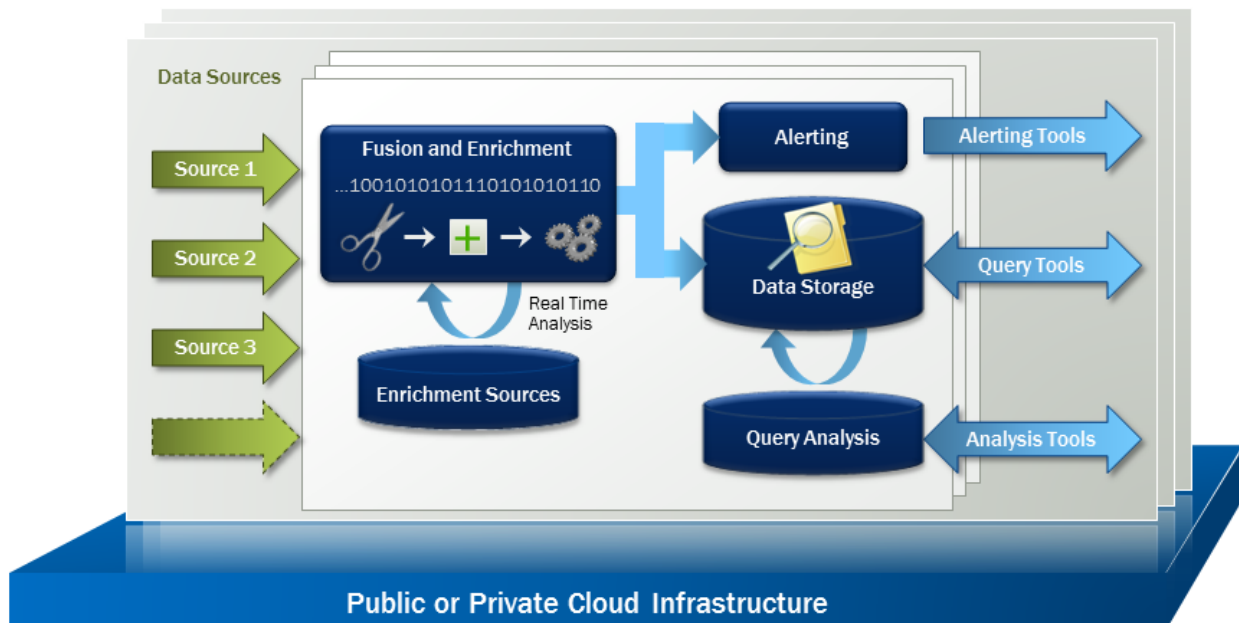 Data Sources
Source 1
Source 2
Source 3
Fusion and Enrichment
...1001010101110101010110
Real Time
Analysis
Enrichment Sources
Alerting
Data Storage
Query Analysis
Alerting Tools
Query Tools
Analysis Tools
Public or Private Cloud Infrastructure